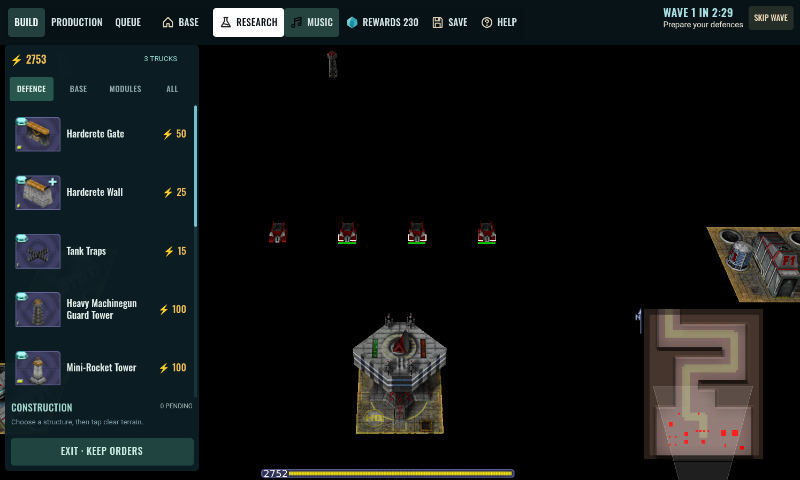 BUILD PRODUCTION QUEUE BASE RESEARCH MUSIC REWARDS 230 SAVE HELP
WAVE 1 IN 2:29
Prepare your defences
SKIP WAVE
2753
3 TRUCKS
DEFENCE BASE MODULES ALL
Hardcrete Gate 50
Hardcrete Wall 25
Tank Traps 15
Heavy Machinegun
Guard Tower 100
Mini-Rocket Tower 100
CONSTRUCTION 0 PENDING
Choose a structure, then tap clear terrain.
EXIT · KEEP ORDERS
2752
F1
N